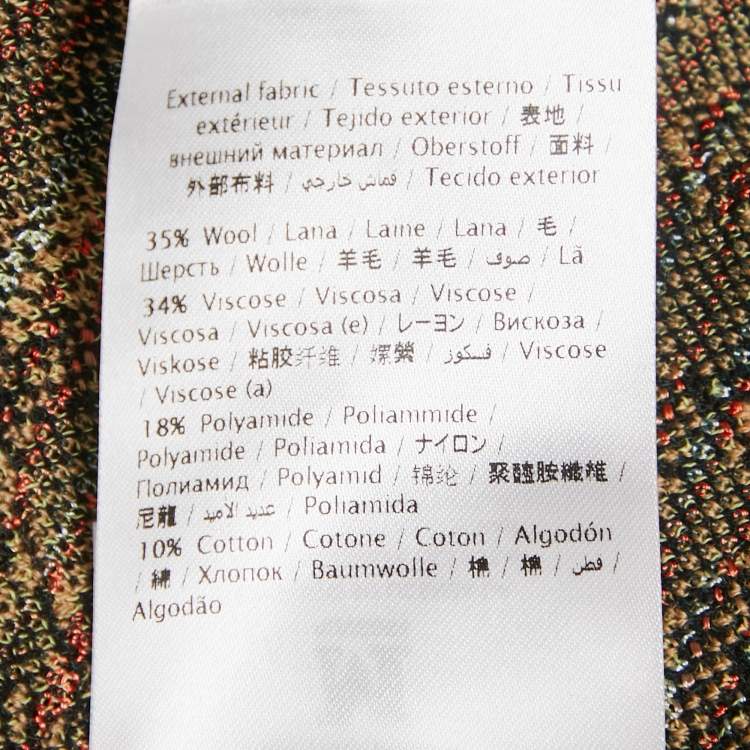 External fabric / Tessuto esterno / Tissu
extérieur / Tejido exterior / 表地 /
внешний материал / Oberstoff / 面料 /
外部布料 / قماش خارجي / Tecido exterior
35% Wool / Lana / Laine / Lana / 毛 /
Шерсть / Wolle / 羊毛 / 羊毛 / صوف / Lã
34% Viscose / Viscosa / Viscose /
Viscosa / Viscosa (e) / レーヨン / Вискоза /
Viskose / 粘胶纤维 / 嫘縈 / فسكوز / Viscose
/ Viscose (a)
18% Polyamide / Poliammide /
Polyamide / Poliamida / ナイロン /
Полиамид / Polyamid / 锦纶 / 聚醯胺纖維 /
尼龍 / عديد الأميد / Poliamida
10% Cotton / Cotone / Coton / Algodón
/ 綿 / Хлопок / Baumwolle / 棉 / 棉 / قطن /
Algodão